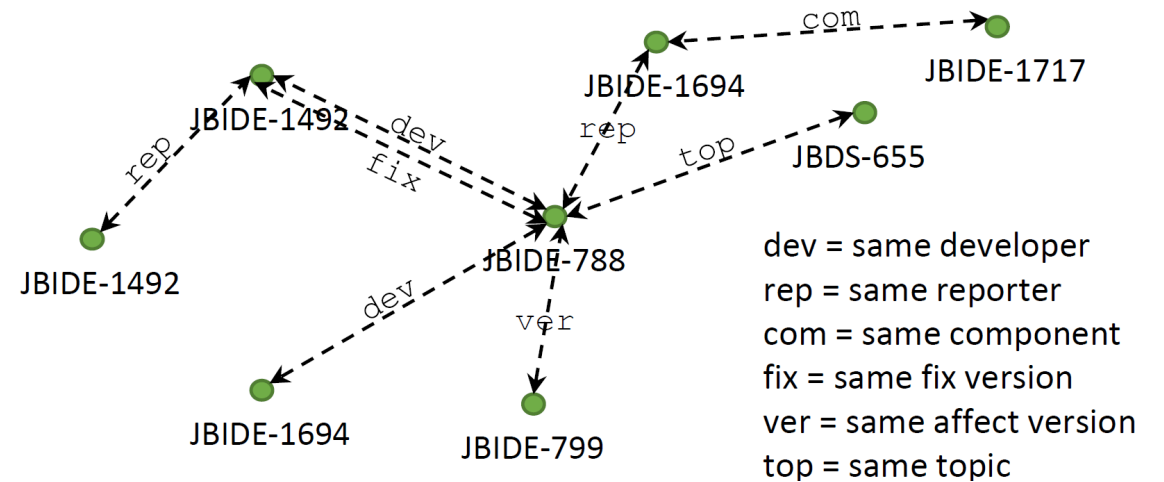 com
JBIDE-1694
JBIDE-1717
JBIDE-1492
dev
rep
top
JBDS-655
rep
fix
JBIDE-788
dev = same developer
JBIDE-1492
rep = same reporter
dev
ver
com = same component
fix = same fix version
JBIDE-1694
JBIDE-799
ver = same affect version
top = same topic